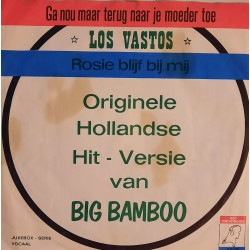 Ga nou maar terug naar je moeder toe
LOS VASTOS
Rosie blijf bij mij
Originele
Hollandse
Hit - Versie
van
BIG BAMBOO
JUKEBOX - SERIE
VOCAAL